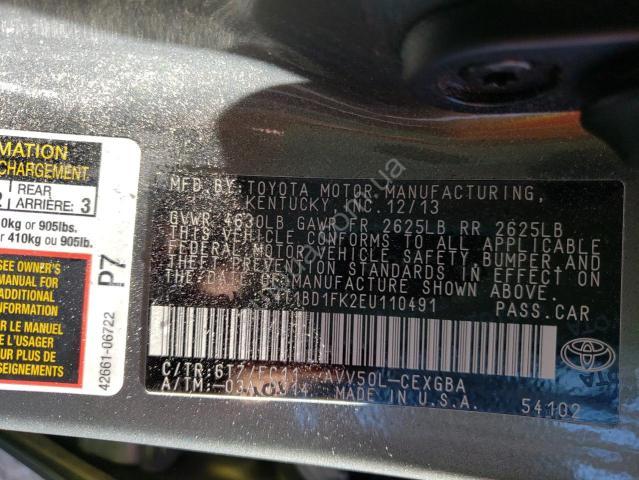 MATION
CHARGEMENT
2 REAR ARRIÈRE: 3
0kg or 905lbs.
r 410kg ou 905lb.
SEE OWNER'S
MANUAL FOR
ADDITIONAL
R LE MANUEL
L'USAGER
PLUS DE
P7
42661-06722
MFD. BY: TOYOTA MOTOR MANUFACTURING,
KENTUCKY, INC. 12/13
GVWR 4630LB GAWR FR 2625LB RR 2625LB
THIS VEHICLE CONFORMS TO ALL APPLICABLE
FEDERAL MOTOR VEHICLE SAFETY, BUMPER AND
THEFT PREVENTION STANDARDS IN EFFECT ON
THE DATE OF MANUFACTURE SHOWN ABOVE.
BD1FK2EU110491 PASS.CAR
C/TR: AVV50L-CEXGBA
A/TM: MADE IN U.S.A. 54102
TOYOTA